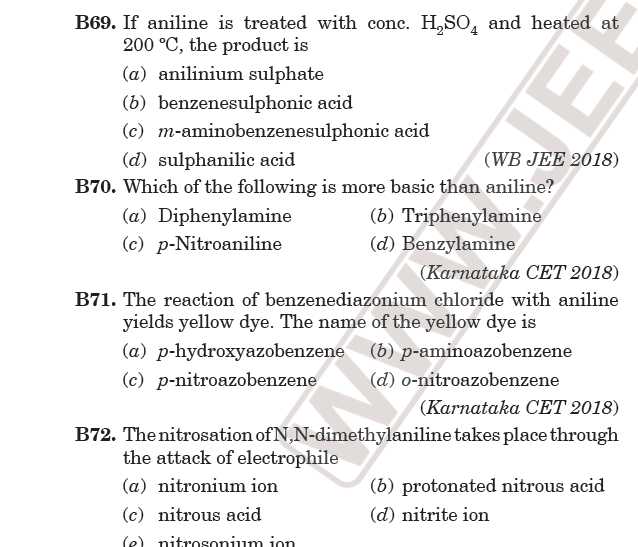 B69. If aniline is treated with conc. H₂SO₄ and heated at
200 ºC, the product is
(a) anilinium sulphate
(b) benzenesulphonic acid
(c) m-aminobenzenesulphonic acid
(d) sulphanilic acid (WB JEE 2018)
B70. Which of the following is more basic than aniline?
(a) Diphenylamine (b) Triphenylamine
(c) p-Nitroaniline (d) Benzylamine
(Karnataka CET 2018)
B71. The reaction of benzenediazonium chloride with aniline
yields yellow dye. The name of the yellow dye is
(a) p-hydroxyazobenzene (b) p-aminoazobenzene
(c) p-nitroazobenzene (d) o-nitroazobenzene
(Karnataka CET 2018)
B72. The nitrosation of N,N-dimethylaniline takes place through
the attack of electrophile
(a) nitronium ion (b) protonated nitrous acid
(c) nitrous acid (d) nitrite ion
(e) nitrosonium ion
WWW.JEE